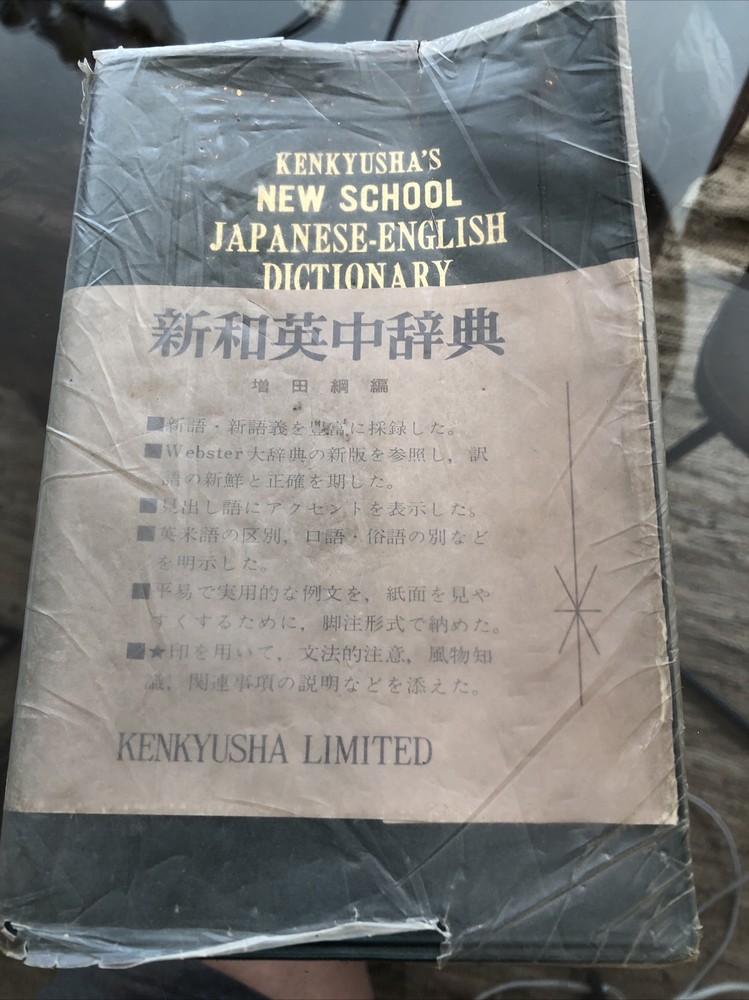 KENKYUSHA'S
NEW SCHOOL
JAPANESE-ENGLISH
DICTIONARY
新和英中辞典
増田綱編
■新語・新語義を豊富に採録した。
■Webster大辞典の新版を参照し，訳
語の新鮮と正確を期した。
■見出し語にアクセントを表示した。
■英米語の区別，口語・俗語の別など
を明示した。
■平易で実用的な例文を，紙面を見や
すくするために，脚注形式で納めた。
■★印を用いて，文法的注意，風物知
識，関連事項の説明などを添えた。
KENKYUSHA LIMITED